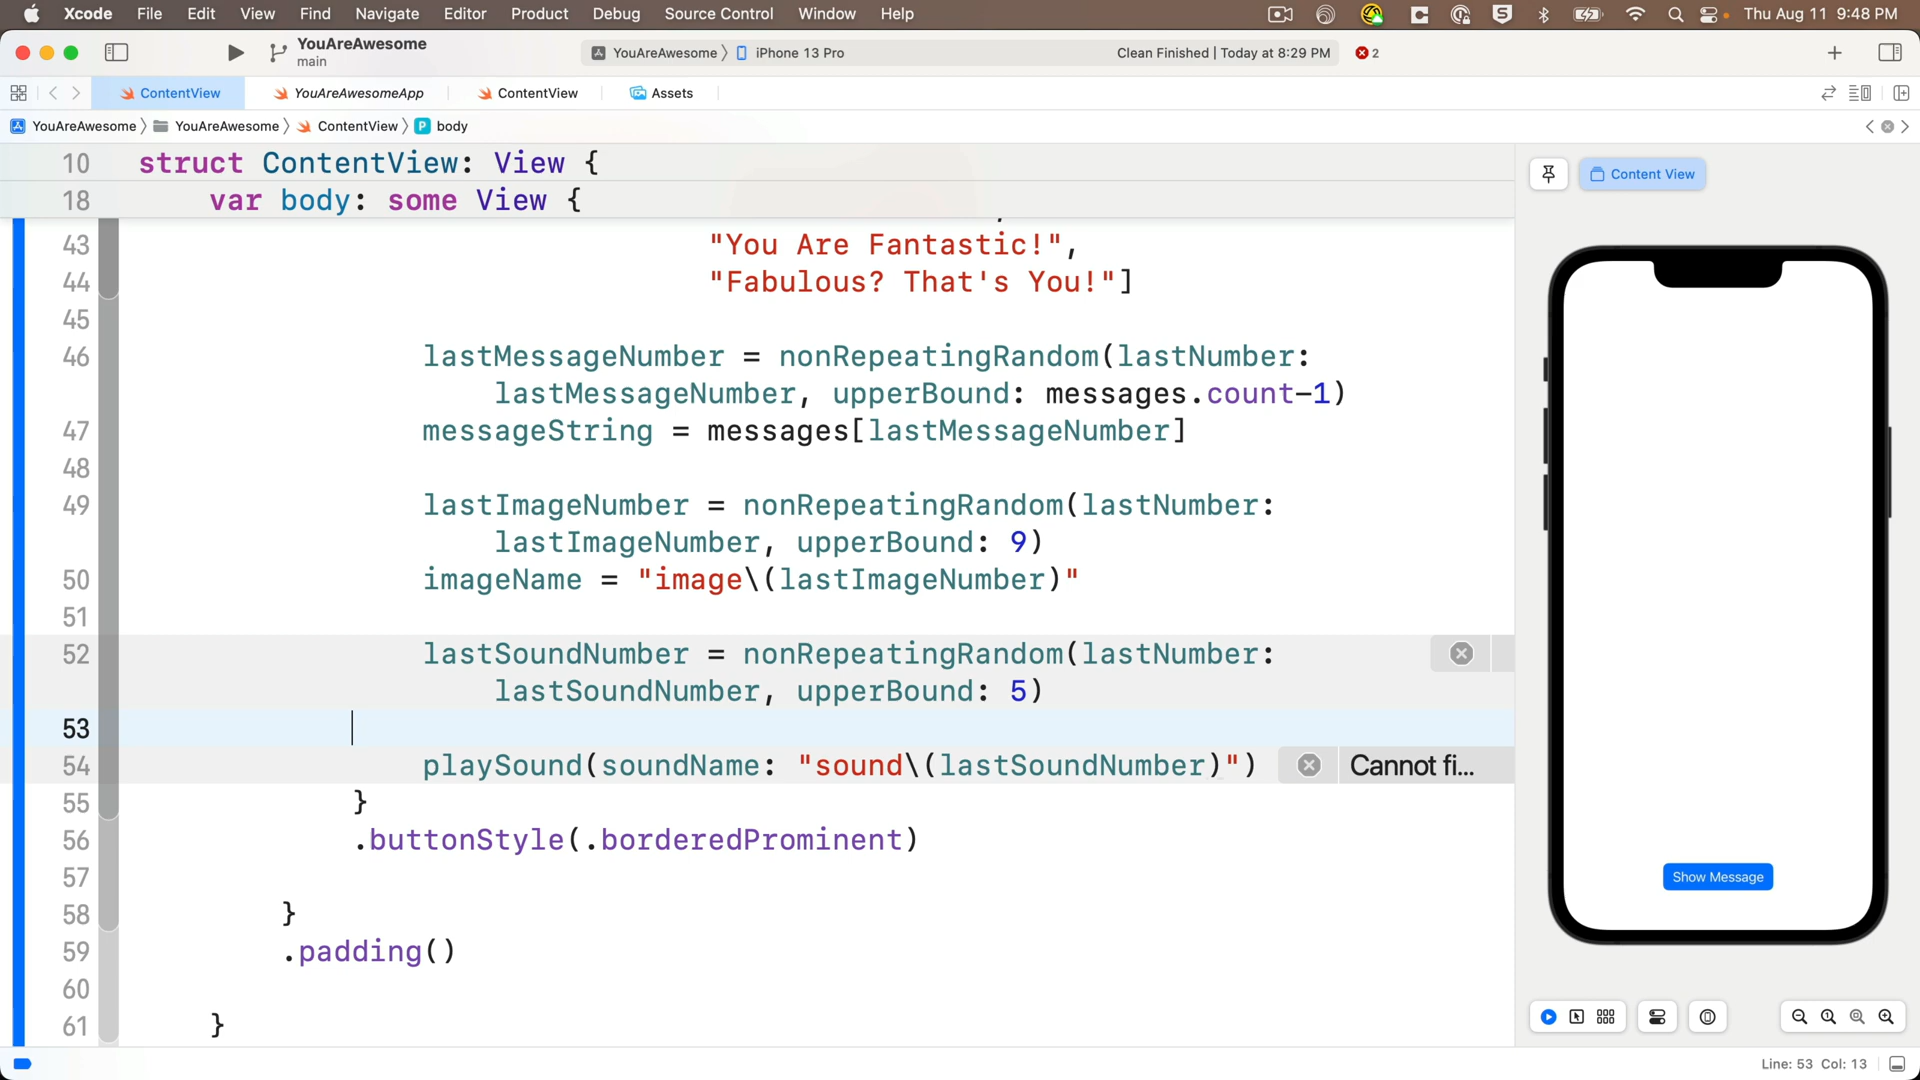 Xcode File Edit View Find Navigate Editor Product Debug Source Control Window Help Thu Aug 11 9:48 PM
YouAreAwesome
main
YouAreAwesome 〉 iPhone 13 Pro Clean Finished | Today at 8:29 PM 2
ContentView YouAreAwesomeApp ContentView Assets
YouAreAwesome 〉 YouAreAwesome 〉 ContentView 〉 P body
10 struct ContentView: View {
18 var body: some View {
43 "You Are Fantastic!",
44 "Fabulous? That's You!"]
45
46 lastMessageNumber = nonRepeatingRandom(lastNumber:
lastMessageNumber, upperBound: messages.count-1)
47 messageString = messages[lastMessageNumber]
48
49 lastImageNumber = nonRepeatingRandom(lastNumber:
lastImageNumber, upperBound: 9)
50 imageName = "image\(lastImageNumber)"
51
52 lastSoundNumber = nonRepeatingRandom(lastNumber:
lastSoundNumber, upperBound: 5)
53
54 playSound(soundName: "sound\(lastSoundNumber)") Cannot fi...
55 }
56 .buttonStyle(.borderedProminent)
57
58 }
59 .padding()
60
61 }
Content View
Show Message
Line: 53 Col: 13